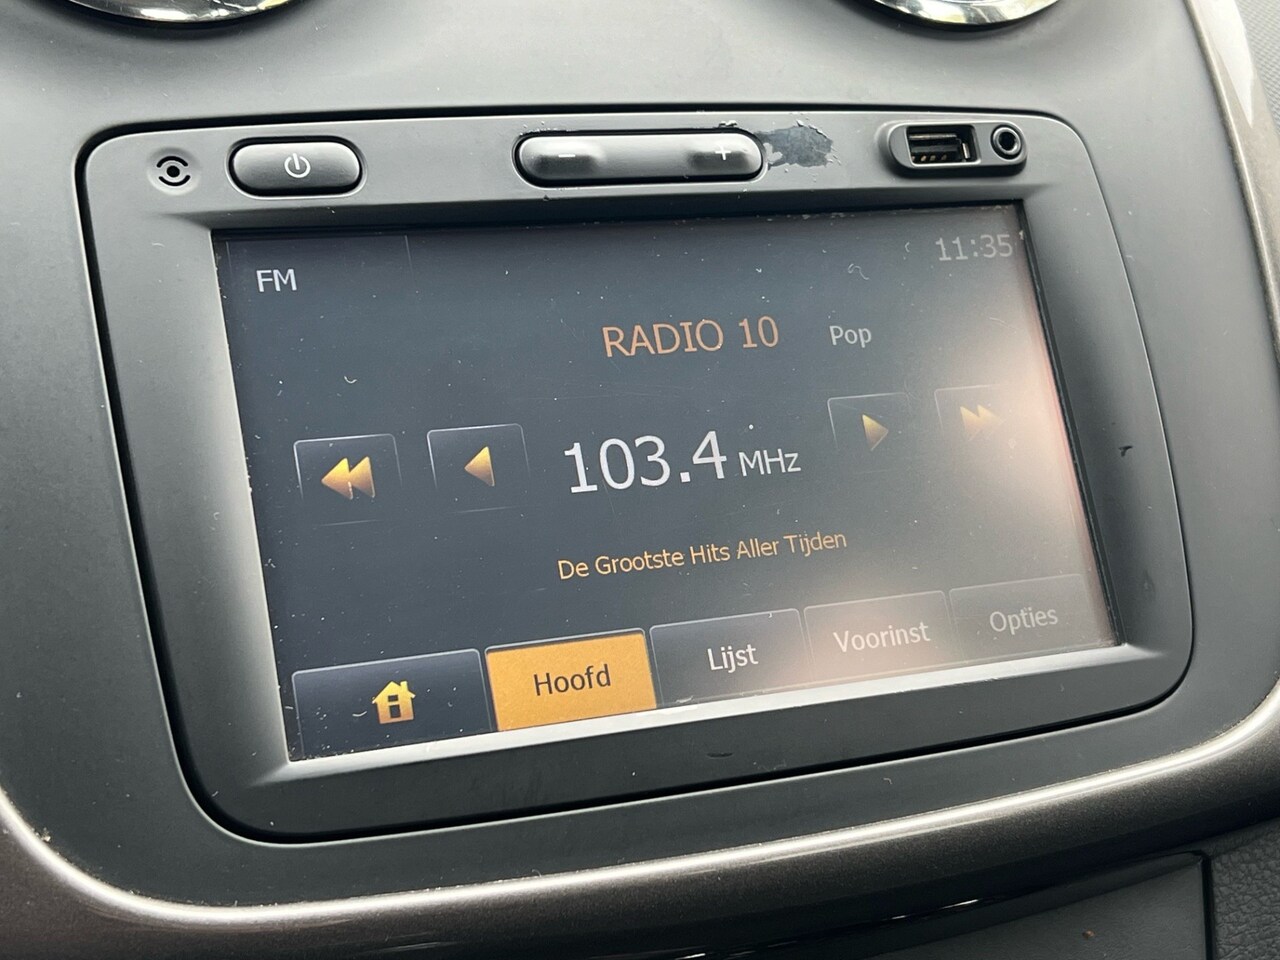 - +
FM
11:35
RADIO 10 Pop
103.4 MHz
De Grootste Hits Aller Tijden
Hoofd Lijst Voorinst Opties